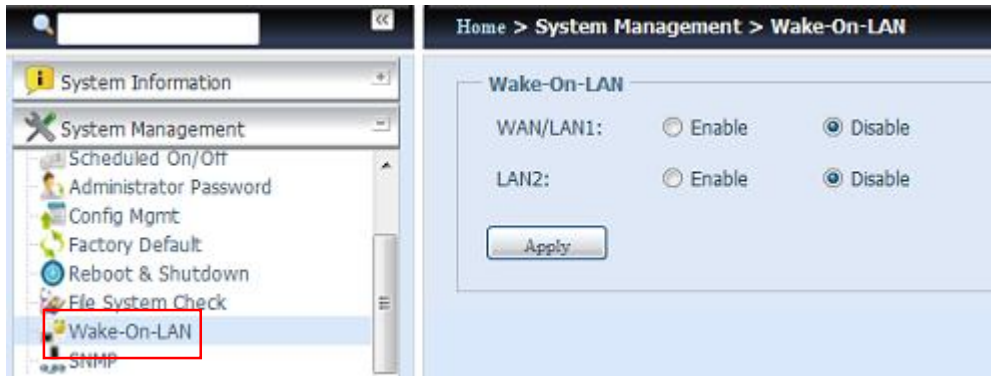 Home > System Management > Wake-On-LAN
System Information
System Management
Scheduled On/Off
Administrator Password
Config Mgmt
Factory Default
Reboot & Shutdown
File System Check
Wake-On-LAN
SNMP
Wake-On-LAN
WAN/LAN1: Enable Disable
LAN2: Enable Disable
Apply